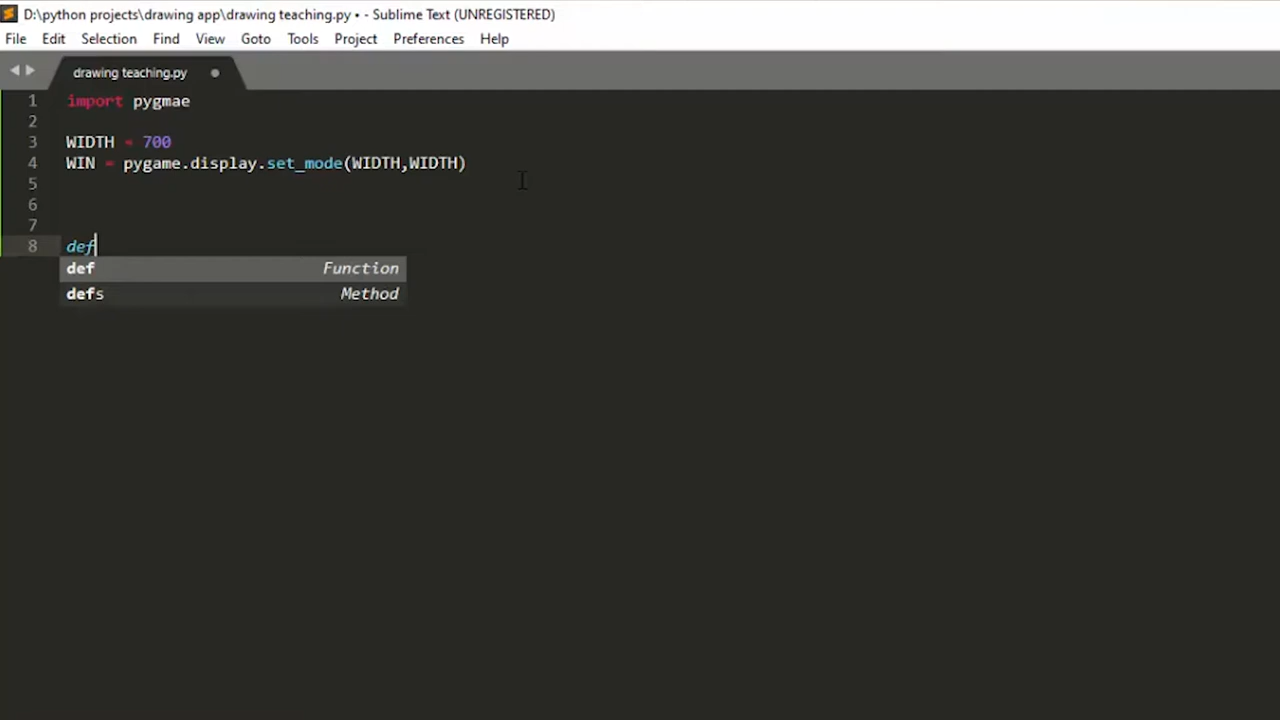 D:\python projects\drawing app\drawing teaching.py • - Sublime Text (UNREGISTERED)
File Edit Selection Find View Goto Tools Project Preferences Help
drawing teaching.py
1 import pygmae
2
3 WIDTH = 700
4 WIN = pygame.display.set_mode(WIDTH,WIDTH)
5
6
7
8 def
def Function
defs Method